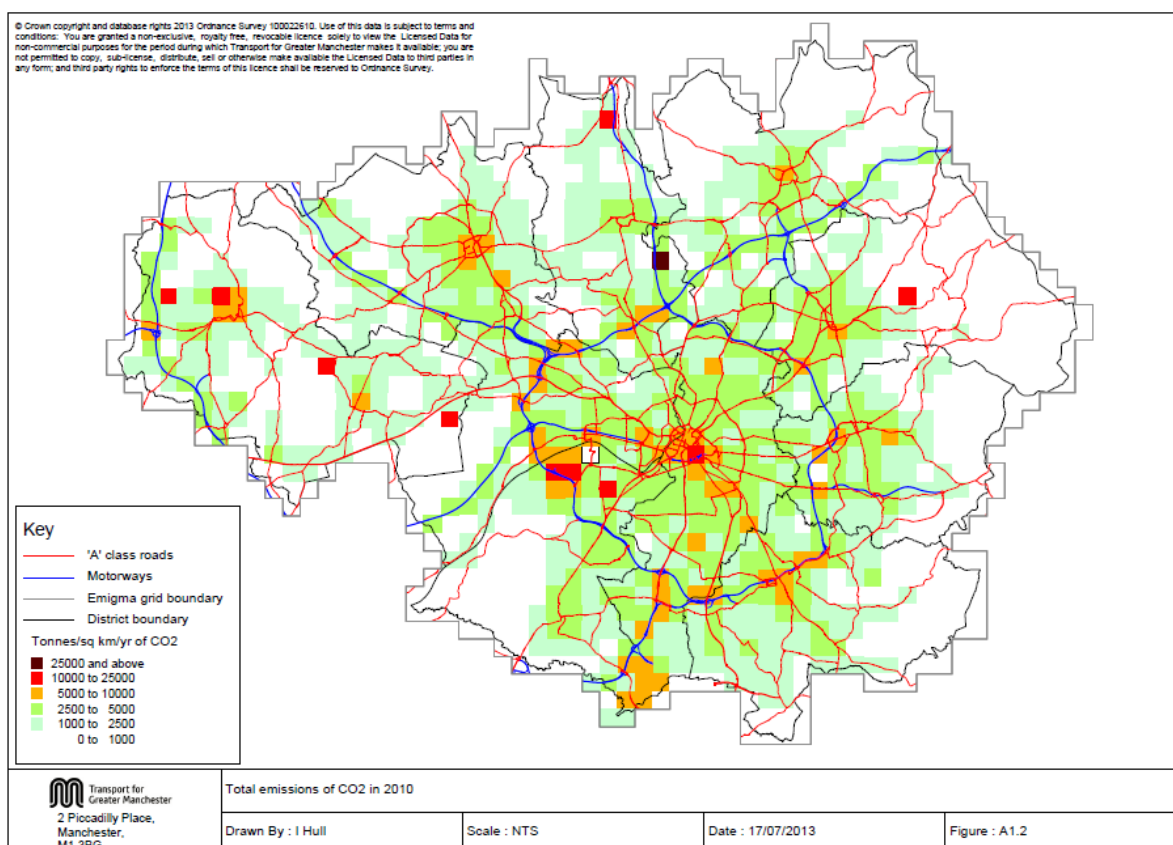 © Crown copyright and database rights 2013 Ordnance Survey 100022610. Use of this data is subject to terms and
conditions: You are granted a non-exclusive, royalty free, revocable licence solely to view the Licensed Data for
non-commercial purposes for the period during which Transport for Greater Manchester makes it available; you are
not permitted to copy, sub-license, distribute, sell or otherwise make available the Licensed Data to third parties in
any form; and third party rights to enforce the terms of this licence shall be reserved to Ordnance Survey.
Key
'A' class roads
Motorways
Emigma grid boundary
District boundary
Tonnes/sq km/yr of CO2
25000 and above
10000 to 25000
5000 to 10000
2500 to 5000
1000 to 2500
0 to 1000
Transport for
Greater Manchester
2 Piccadilly Place,
Manchester,
M1 3BG
Total emissions of CO2 in 2010
Drawn By : I Hull
Scale : NTS
Date : 17/07/2013
Figure : A1.2